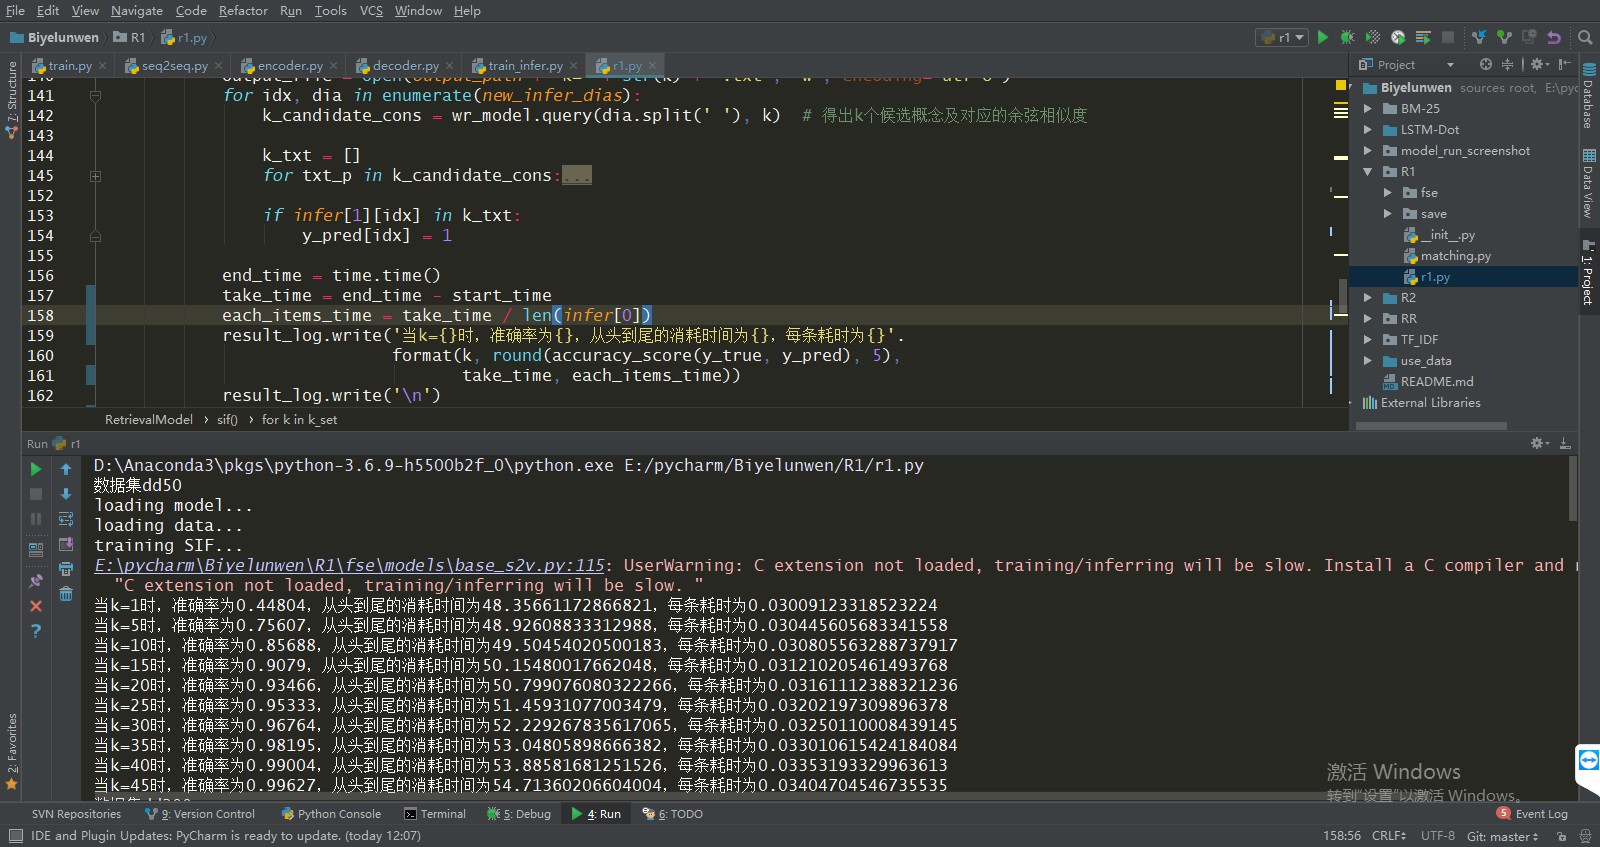 File Edit View Navigate Code Refactor Run Tools VCS Window Help
Biyelunwen R1 r1.py
r1
train.py seq2seq.py encoder.py decoder.py train_infer.py r1.py
Project
7: Structure
141 for idx, dia in enumerate(new_infer_dias):
142 k_candidate_cons = wr_model.query(dia.split(' '), k) # 得出k个候选概念及对应的余弦相似度
143
144 k_txt = []
145 for txt_p in k_candidate_cons:...
152
153 if infer[1][idx] in k_txt:
154 y_pred[idx] = 1
155
156 end_time = time.time()
157 take_time = end_time - start_time
158 each_items_time = take_time / len(infer[0])
159 result_log.write('当k={}时，准确率为{}，从头到尾的消耗时间为{}，每条耗时为{}'.
160 format(k, round(accuracy_score(y_true, y_pred), 5),
161 take_time, each_items_time))
162 result_log.write('\n')
RetrievalModel › sif() › for k in k_set
Biyelunwen sources root, E:\pyc
BM-25
LSTM-Dot
model_run_screenshot
R1
fse
save
__init__.py
matching.py
r1.py
R2
RR
TF_IDF
use_data
README.md
External Libraries
Database
Data View
1: Project
Run r1
D:\Anaconda3\pkgs\python-3.6.9-h5500b2f_0\python.exe E:/pycharm/Biyelunwen/R1/r1.py
数据集dd50
loading model...
loading data...
training SIF...
E:\pycharm\Biyelunwen\R1\fse\models\base_s2v.py:115: UserWarning: C extension not loaded, training/inferring will be slow. Install a C compiler and
"C extension not loaded, training/inferring will be slow. "
当k=1时，准确率为0.44804，从头到尾的消耗时间为48.35661172866821，每条耗时为0.03009123318523224
当k=5时，准确率为0.75607，从头到尾的消耗时间为48.92608833312988，每条耗时为0.030445605683341558
当k=10时，准确率为0.85688，从头到尾的消耗时间为49.50454020500183，每条耗时为0.030805563288737917
当k=15时，准确率为0.9079，从头到尾的消耗时间为50.15480017662048，每条耗时为0.031210205461493768
当k=20时，准确率为0.93466，从头到尾的消耗时间为50.799076080322266，每条耗时为0.03161112388321236
当k=25时，准确率为0.95333，从头到尾的消耗时间为51.45931077003479，每条耗时为0.03202197309896378
当k=30时，准确率为0.96764，从头到尾的消耗时间为52.229267835617065，每条耗时为0.03250110008439145
当k=35时，准确率为0.98195，从头到尾的消耗时间为53.04805898666382，每条耗时为0.033010615424184084
当k=40时，准确率为0.99004，从头到尾的消耗时间为53.88581681251526，每条耗时为0.03353193329963613
当k=45时，准确率为0.99627，从头到尾的消耗时间为54.71360206604004，每条耗时为0.03404704546735535
2: Favorites
激活 Windows
转到"设置"以激活 Windows。
SVN Repositories 9: Version Control Python Console Terminal 5: Debug 4: Run 6: TODO 5 Event Log
IDE and Plugin Updates: PyCharm is ready to update. (today 12:07) 158:56 CRLF UTF-8 Git: master